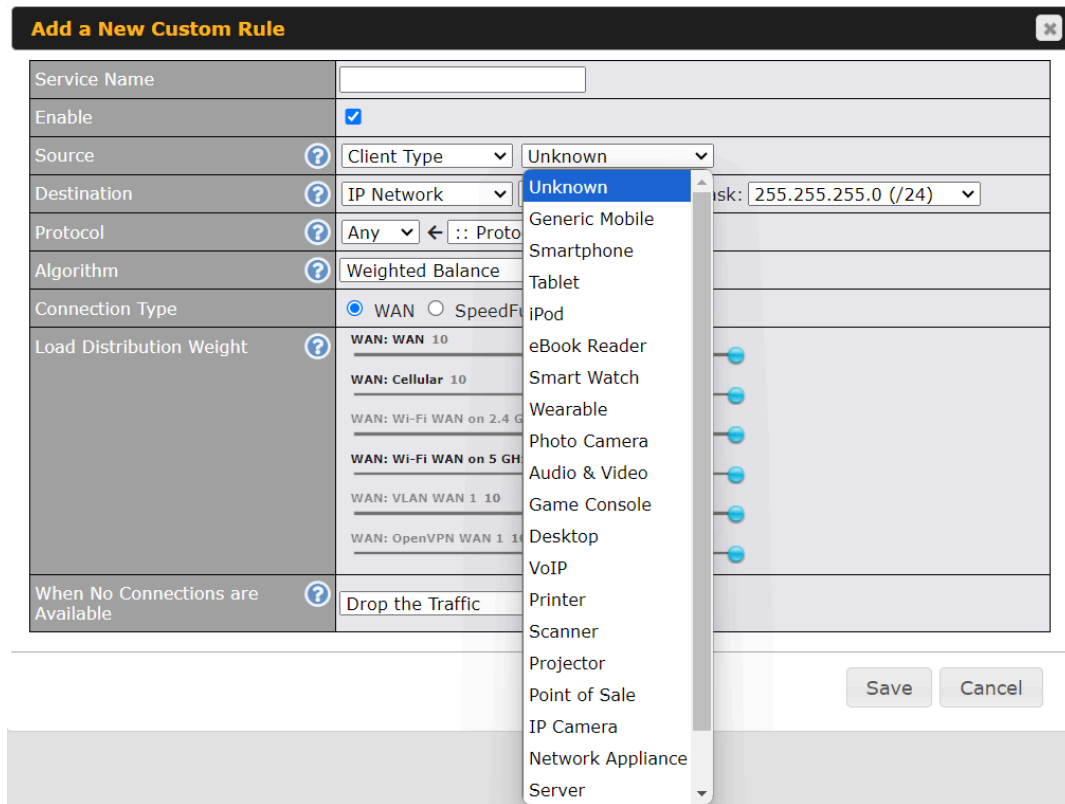 Add a New Custom Rule
Service Name
Enable
Source ? Client Type Unknown
Destination ? IP Network ask: 255.255.255.0 (/24)
Protocol ? Any ← :: Proto
Algorithm ? Weighted Balance
Connection Type WAN SpeedFu
Load Distribution Weight ? WAN: WAN 10
WAN: Cellular 10
WAN: Wi-Fi WAN on 2.4 G
WAN: Wi-Fi WAN on 5 GH
WAN: VLAN WAN 1 10
WAN: OpenVPN WAN 1 10
When No Connections are
Available ? Drop the Traffic
Unknown
Generic Mobile
Smartphone
Tablet
iPod
eBook Reader
Smart Watch
Wearable
Photo Camera
Audio & Video
Game Console
Desktop
VoIP
Printer
Scanner
Projector
Point of Sale
IP Camera
Network Appliance
Server
Save Cancel